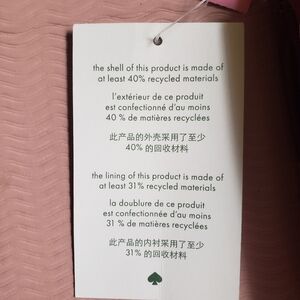 the shell of this product is made of
at least 40% recycled materials
l'extérieur de ce produit
est confectionné d'au moins
40 % de matières recyclées
此产品的外壳采用了至少
40% 的回收材料
the lining of this product is made of
at least 31% recycled materials
la doublure de ce produit
est confectionnée d'au moins
31 % de matières recyclées
此产品的内衬采用了至少
31% 的回收材料